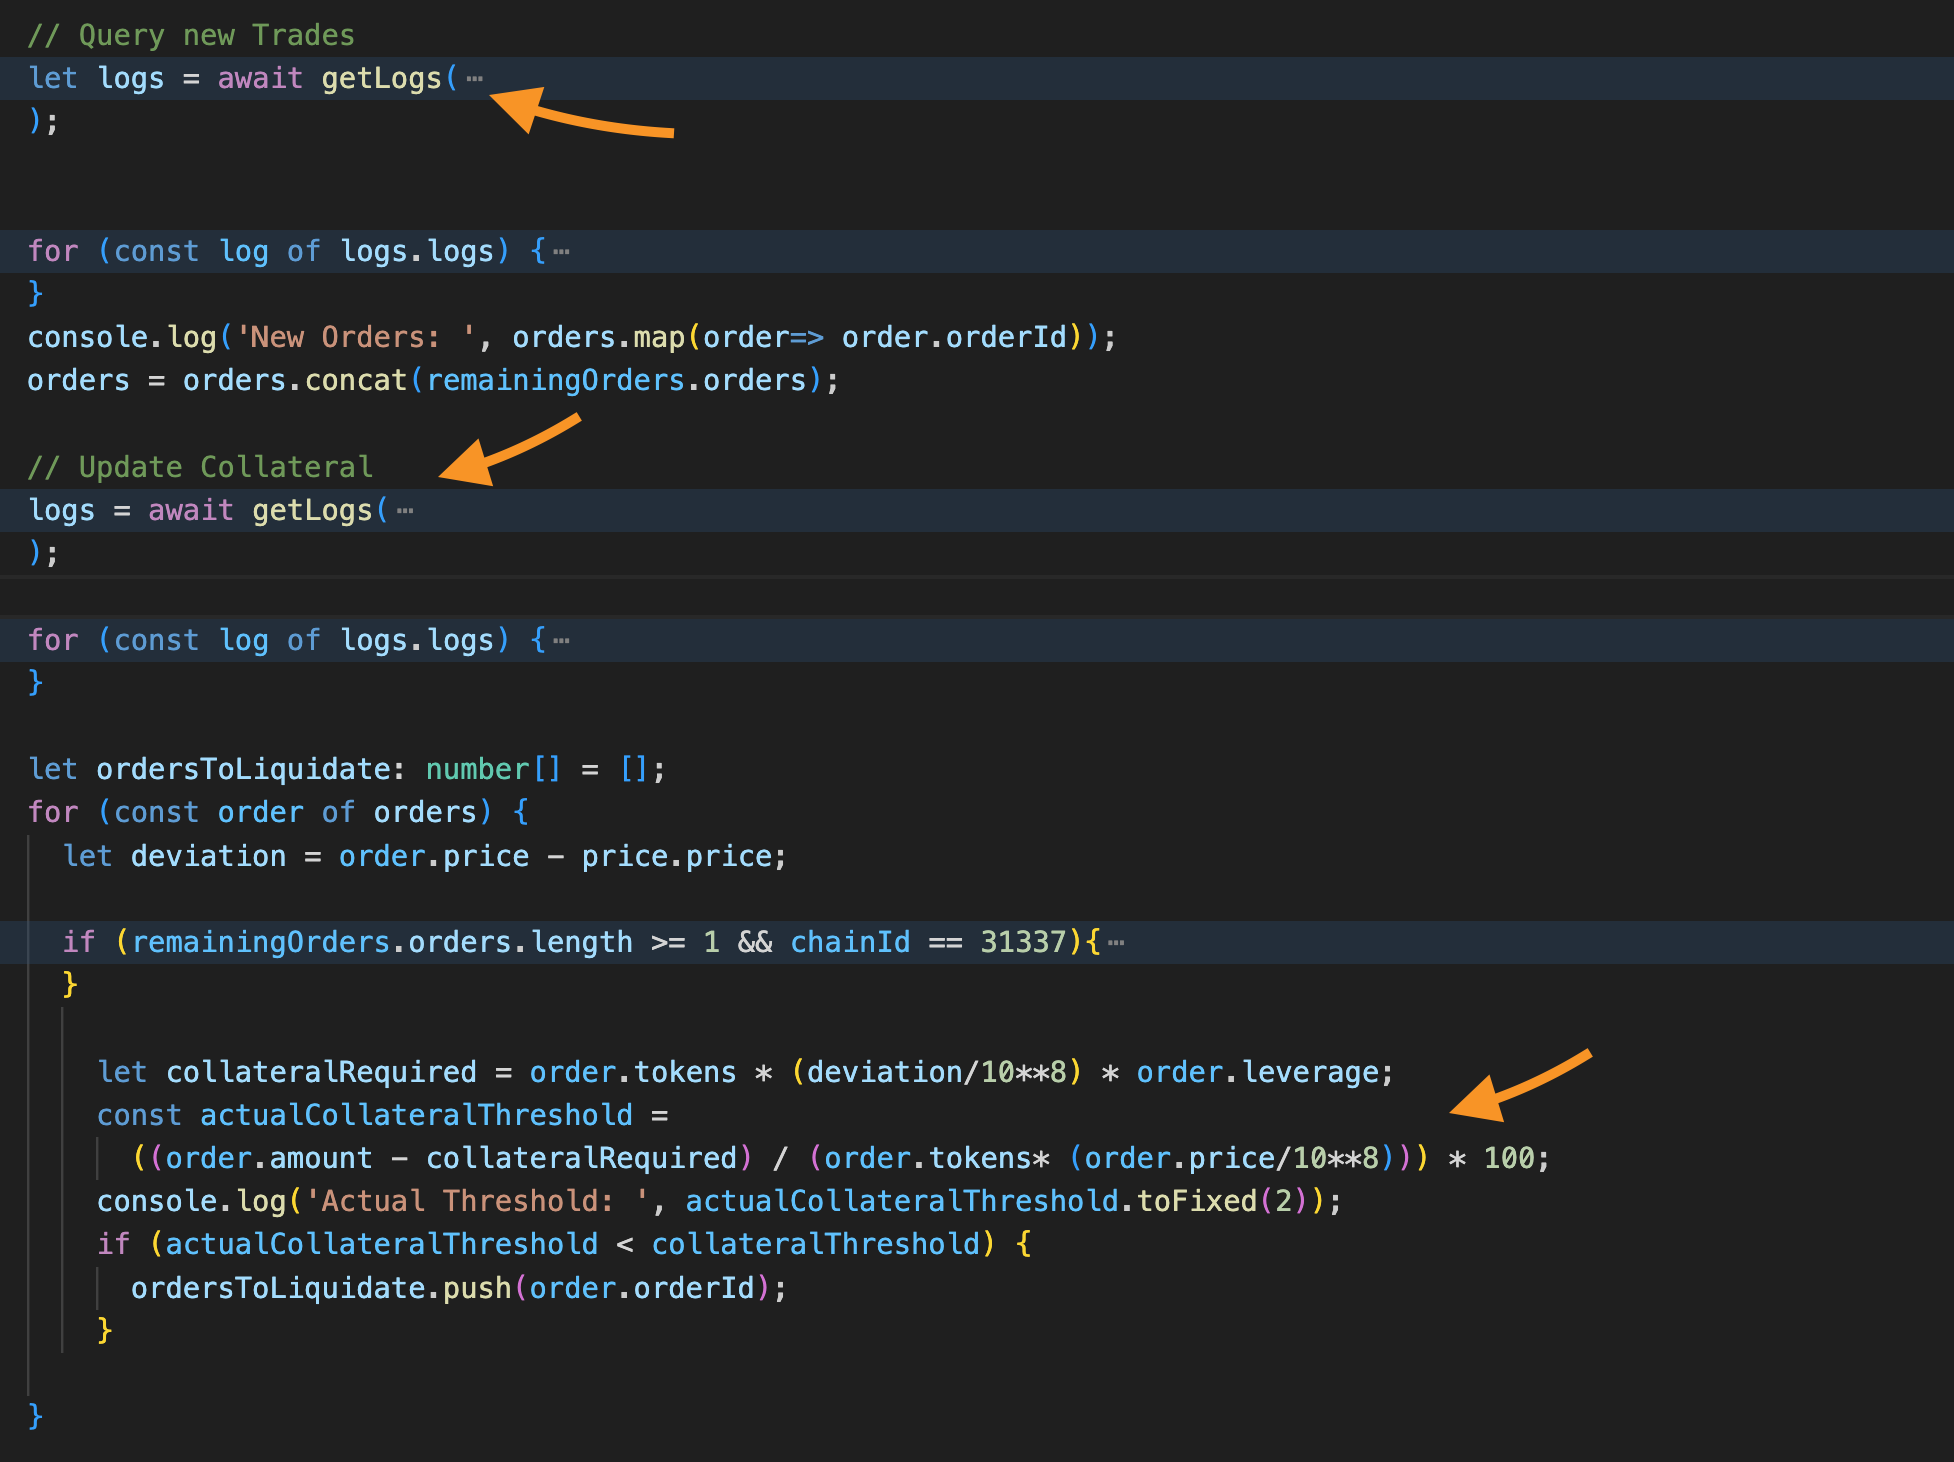 // Query new Trades
let logs = await getLogs( ⋯
);
for (const log of logs.logs) { ⋯
}
console.log('New Orders: ', orders.map(order=> order.orderId));
orders = orders.concat(remainingOrders.orders);
// Update Collateral
logs = await getLogs( ⋯
);
for (const log of logs.logs) { ⋯
}
let ordersToLiquidate: number[] = [];
for (const order of orders) {
let deviation = order.price - price.price;
if (remainingOrders.orders.length >= 1 && chainId == 31337){ ⋯
}
let collateralRequired = order.tokens * (deviation/10**8) * order.leverage;
const actualCollateralThreshold =
((order.amount - collateralRequired) / (order.tokens* (order.price/10**8))) * 100;
console.log('Actual Threshold: ', actualCollateralThreshold.toFixed(2));
if (actualCollateralThreshold < collateralThreshold) {
ordersToLiquidate.push(order.orderId);
}
}